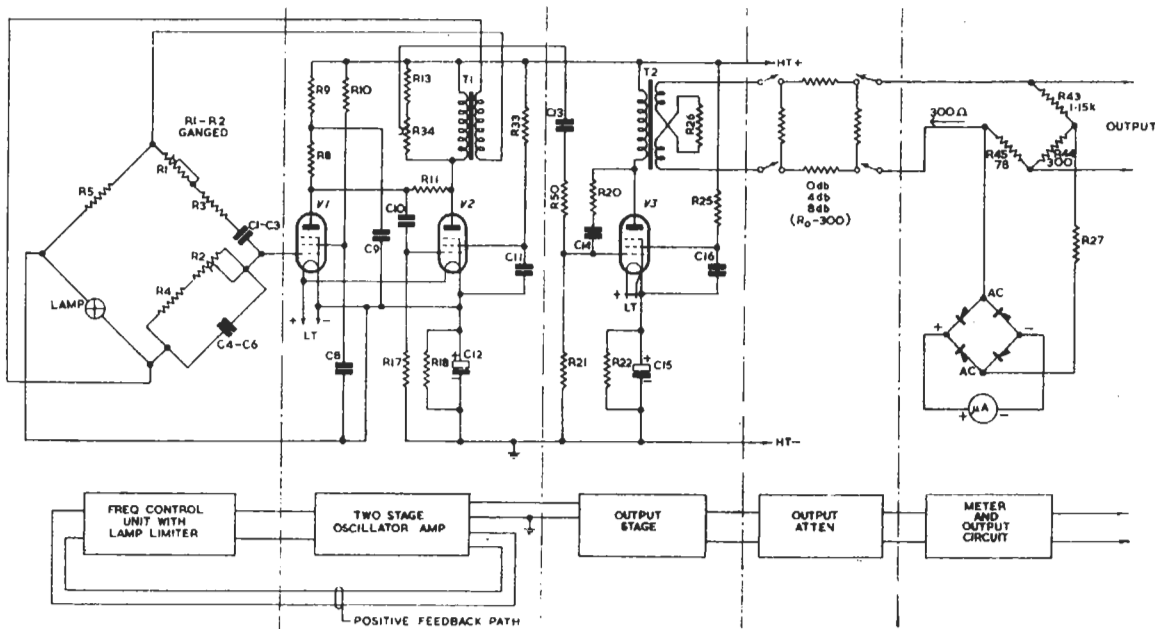 HT+
T1
T2
R9
R10
R13
R34
R33
C13
R26
R43
1·15k
R1-R2
GANGED
R8
300Ω
OUTPUT
R5
R1
R3
R11
R50
R20
R45
78
R44
300
C1-C3
V1
C10
V2
V3
R25
0db
4db
8db
(R₀-300)
R2
C9
C11
C14
C16
R27
R4
LAMP
+ LT -
+ LT
AC
C4-C6
C8
R17
R18
+ C12 -
R21
R22
+ C15 -
+ -
AC
+ μA -
HT-
FREQ CONTROL
UNIT WITH
LAMP LIMITER
TWO STAGE
OSCILLATOR AMP
OUTPUT
STAGE
OUTPUT
ATTEN
METER
AND
OUTPUT
CIRCUIT
POSITIVE FEEDBACK PATH